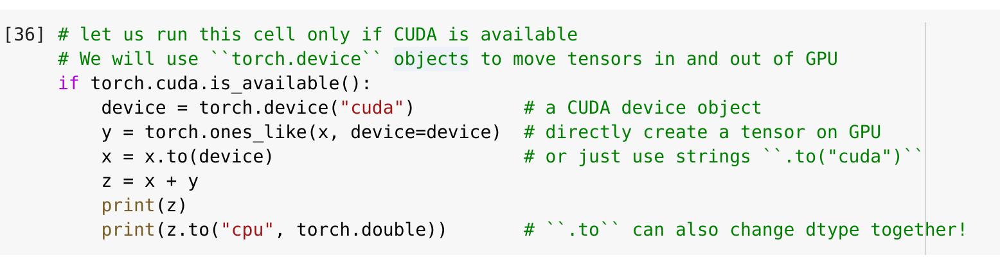 [36] # let us run this cell only if CUDA is available
# We will use ``torch.device`` objects to move tensors in and out of GPU
if torch.cuda.is_available():
    device = torch.device("cuda")          # a CUDA device object
    y = torch.ones_like(x, device=device)  # directly create a tensor on GPU
    x = x.to(device)                       # or just use strings ``.to("cuda")``
    z = x + y
    print(z)
    print(z.to("cpu", torch.double))       # ``.to`` can also change dtype together!